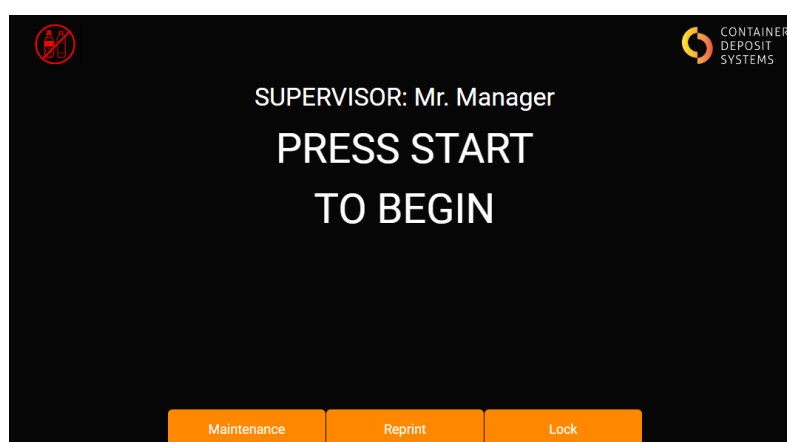 CONTAINER
DEPOSIT
SYSTEMS
SUPERVISOR: Mr. Manager
PRESS START
TO BEGIN
Maintenance
Reprint
Lock